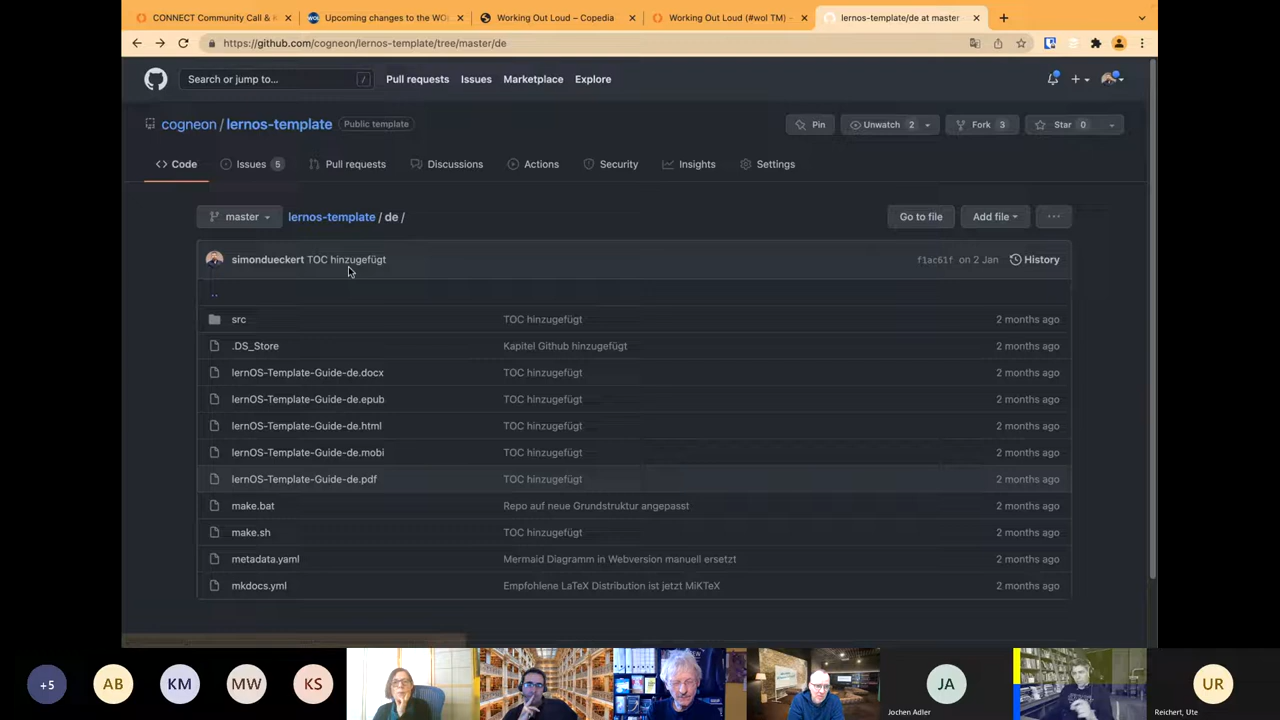 CONNECT Community Call &
Upcoming changes to the WO
Working Out Loud – Copedia
Working Out Loud (#wol TM) -
lernos-template/de at master
https://github.com/cogneon/lernos-template/tree/master/de
Search or jump to...
/
Pull requests
Issues
Marketplace
Explore
cogneon / lernos-template
Public template
Pin
Unwatch 2
Fork 3
Star 0
Code
Issues 5
Pull requests
Discussions
Actions
Security
Insights
Settings
master
lernos-template / de /
Go to file
Add file
...
simondueckert TOC hinzugefügt
f1ac61f on 2 Jan
History
..
src TOC hinzugefügt 2 months ago
.DS_Store Kapitel Github hinzugefügt 2 months ago
lernOS-Template-Guide-de.docx TOC hinzugefügt 2 months ago
lernOS-Template-Guide-de.epub TOC hinzugefügt 2 months ago
lernOS-Template-Guide-de.html TOC hinzugefügt 2 months ago
lernOS-Template-Guide-de.mobi TOC hinzugefügt 2 months ago
lernOS-Template-Guide-de.pdf TOC hinzugefügt 2 months ago
make.bat Repo auf neue Grundstruktur angepasst 2 months ago
make.sh TOC hinzugefügt 2 months ago
metadata.yaml Mermaid Diagramm in Webversion manuell ersetzt 2 months ago
mkdocs.yml Empfohlene LaTeX Distribution ist jetzt MiKTeX 2 months ago
+5
AB
KM
MW
KS
JA
Jochen Adler
UR
Reichert, Ute